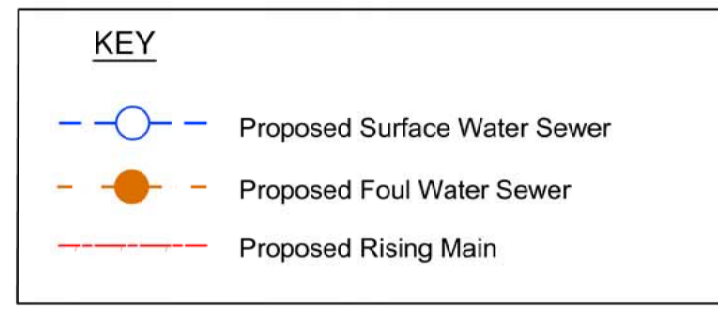 KEY
Proposed Surface Water Sewer
Proposed Foul Water Sewer
Proposed Rising Main